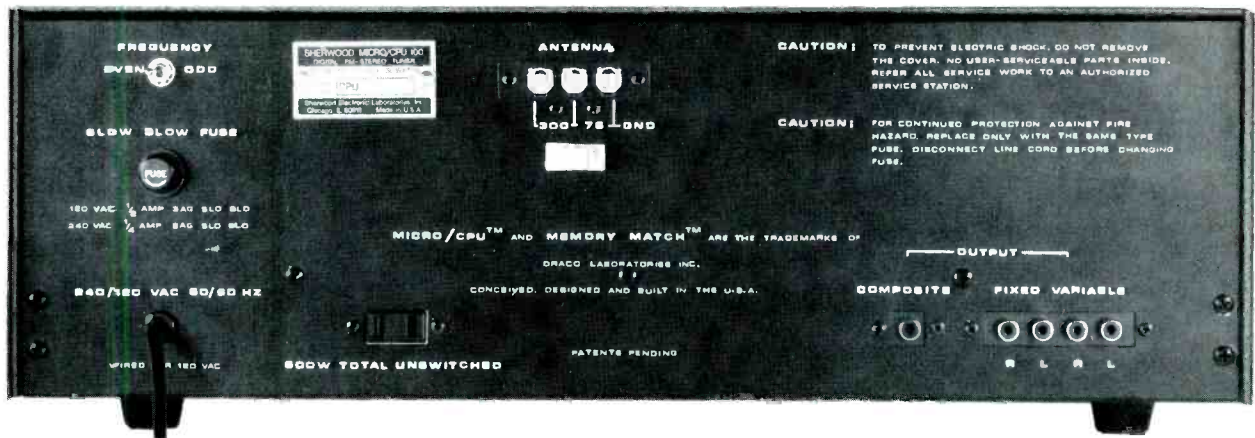 FREQUENCY
EVEN ODD
SLOW BLOW FUSE
FUSE
120 VAC ½ AMP 3AG SLO BLO
240 VAC ¼ AMP 3AG SLO BLO
240/120 VAC 50/60 HZ
WIRED R 120 VAC
SHERWOOD MICRO/CPU 100
DIGITAL FM-STEREO TUNER
CPU
Sherwood Electronic Laboratories, In
Chicago, IL 60618 Made in U.S.A.
ANTENNA
300 75 GND
MICRO/CPU™ AND MEMORY MATCH™ ARE THE TRADEMARKS OF
DRACO LABORATORIES INC.
CONCEIVED, DESIGNED AND BUILT IN THE U.S.A.
PATENTS PENDING
500W TOTAL UNSWITCHED
CAUTION: TO PREVENT ELECTRIC SHOCK, DO NOT REMOVE
THE COVER. NO USER-SERVICEABLE PARTS INSIDE.
REFER ALL SERVICE WORK TO AN AUTHORIZED
SERVICE STATION.
CAUTION: FOR CONTINUED PROTECTION AGAINST FIRE
HAZARD, REPLACE ONLY WITH THE SAME TYPE
FUSE. DISCONNECT LINE CORD BEFORE CHANGING
FUSE.
OUTPUT
COMPOSITE FIXED VARIABLE
R L R L